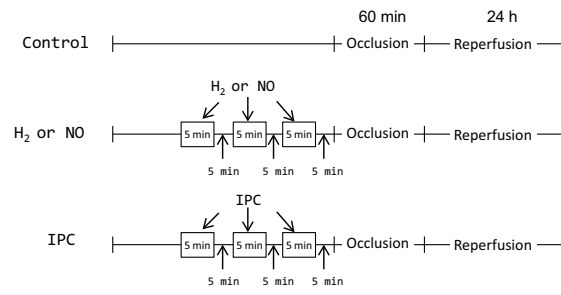 60 min 24 h
Control Occlusion Reperfusion
H₂ or NO
5 min 5 min 5 min
H₂ or NO Occlusion Reperfusion
5 min 5 min 5 min
IPC
5 min 5 min 5 min
IPC Occlusion Reperfusion
5 min 5 min 5 min